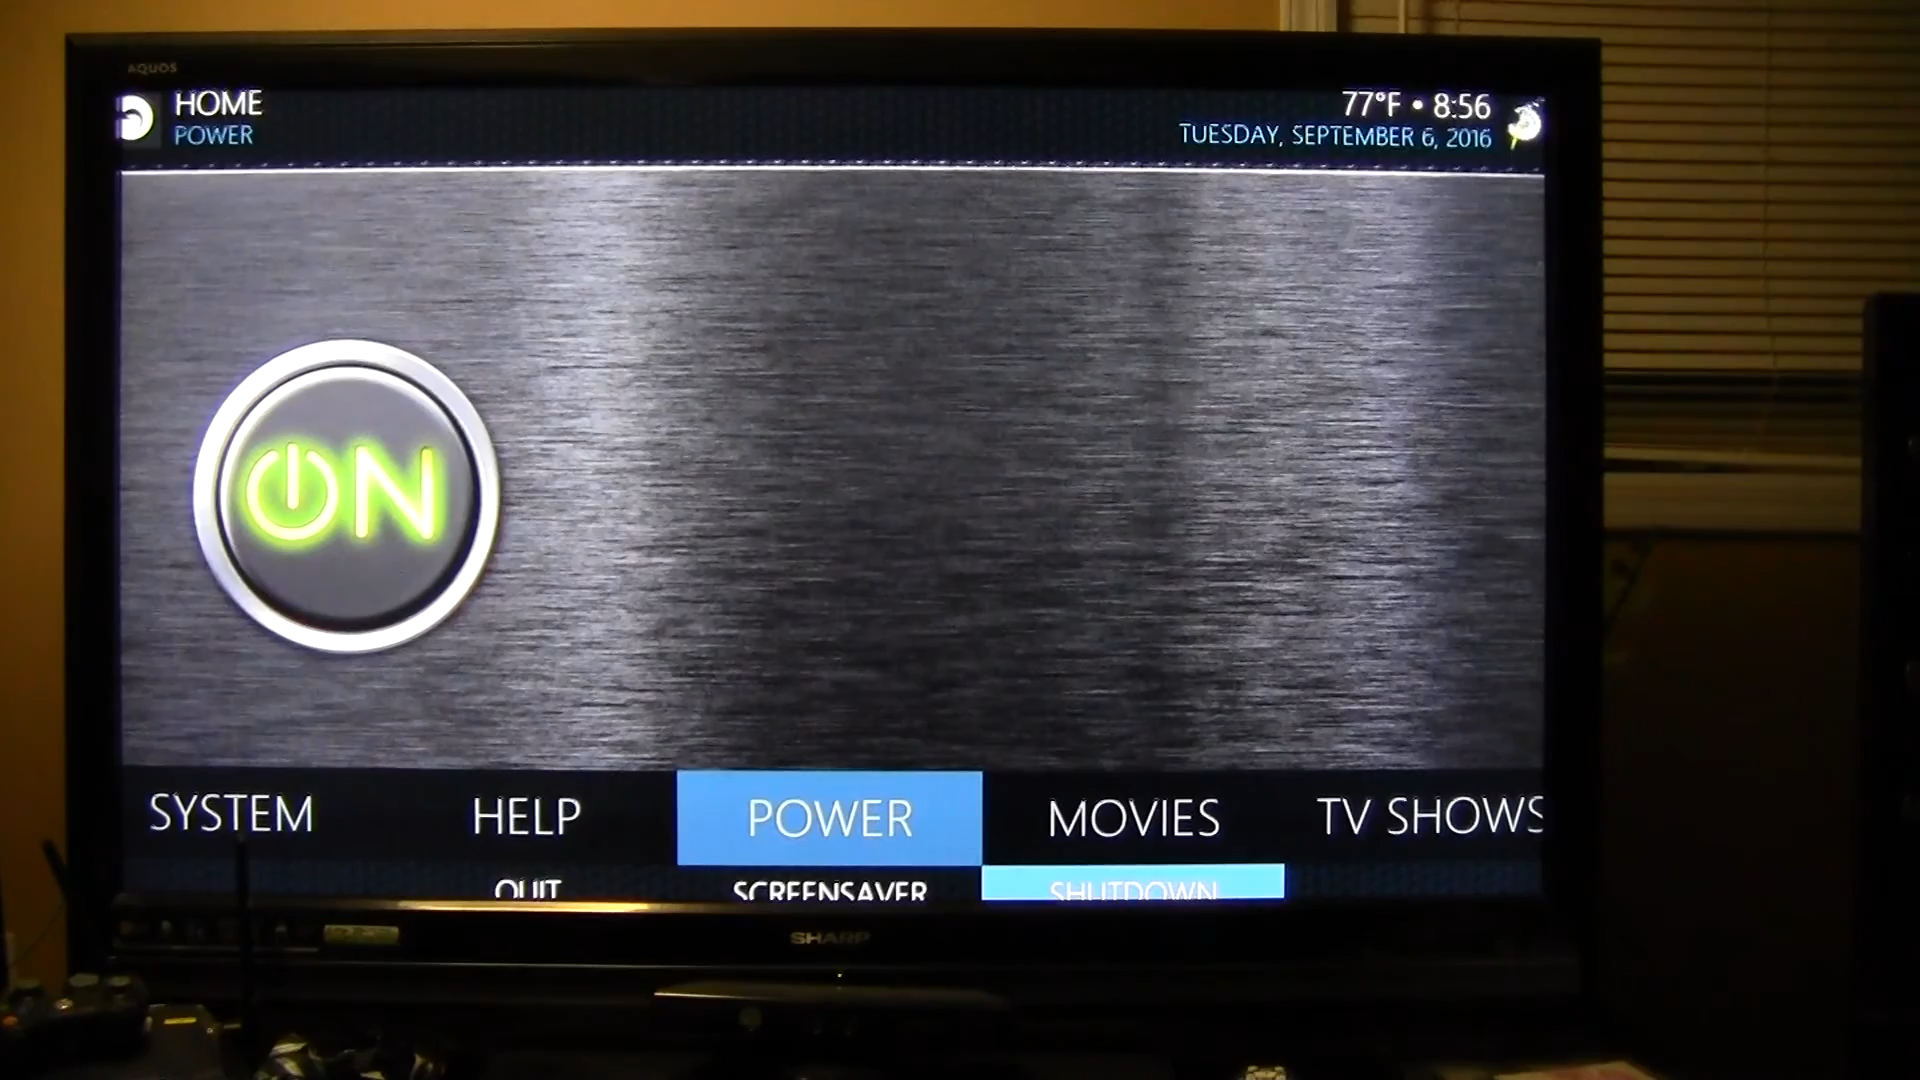 AQUOS
HOME
POWER
77°F • 8:56
TUESDAY, SEPTEMBER 6, 2016
ON
SYSTEM HELP POWER MOVIES TV SHOWS
QUIT SCREENSAVER SHUTDOWN
SHARP